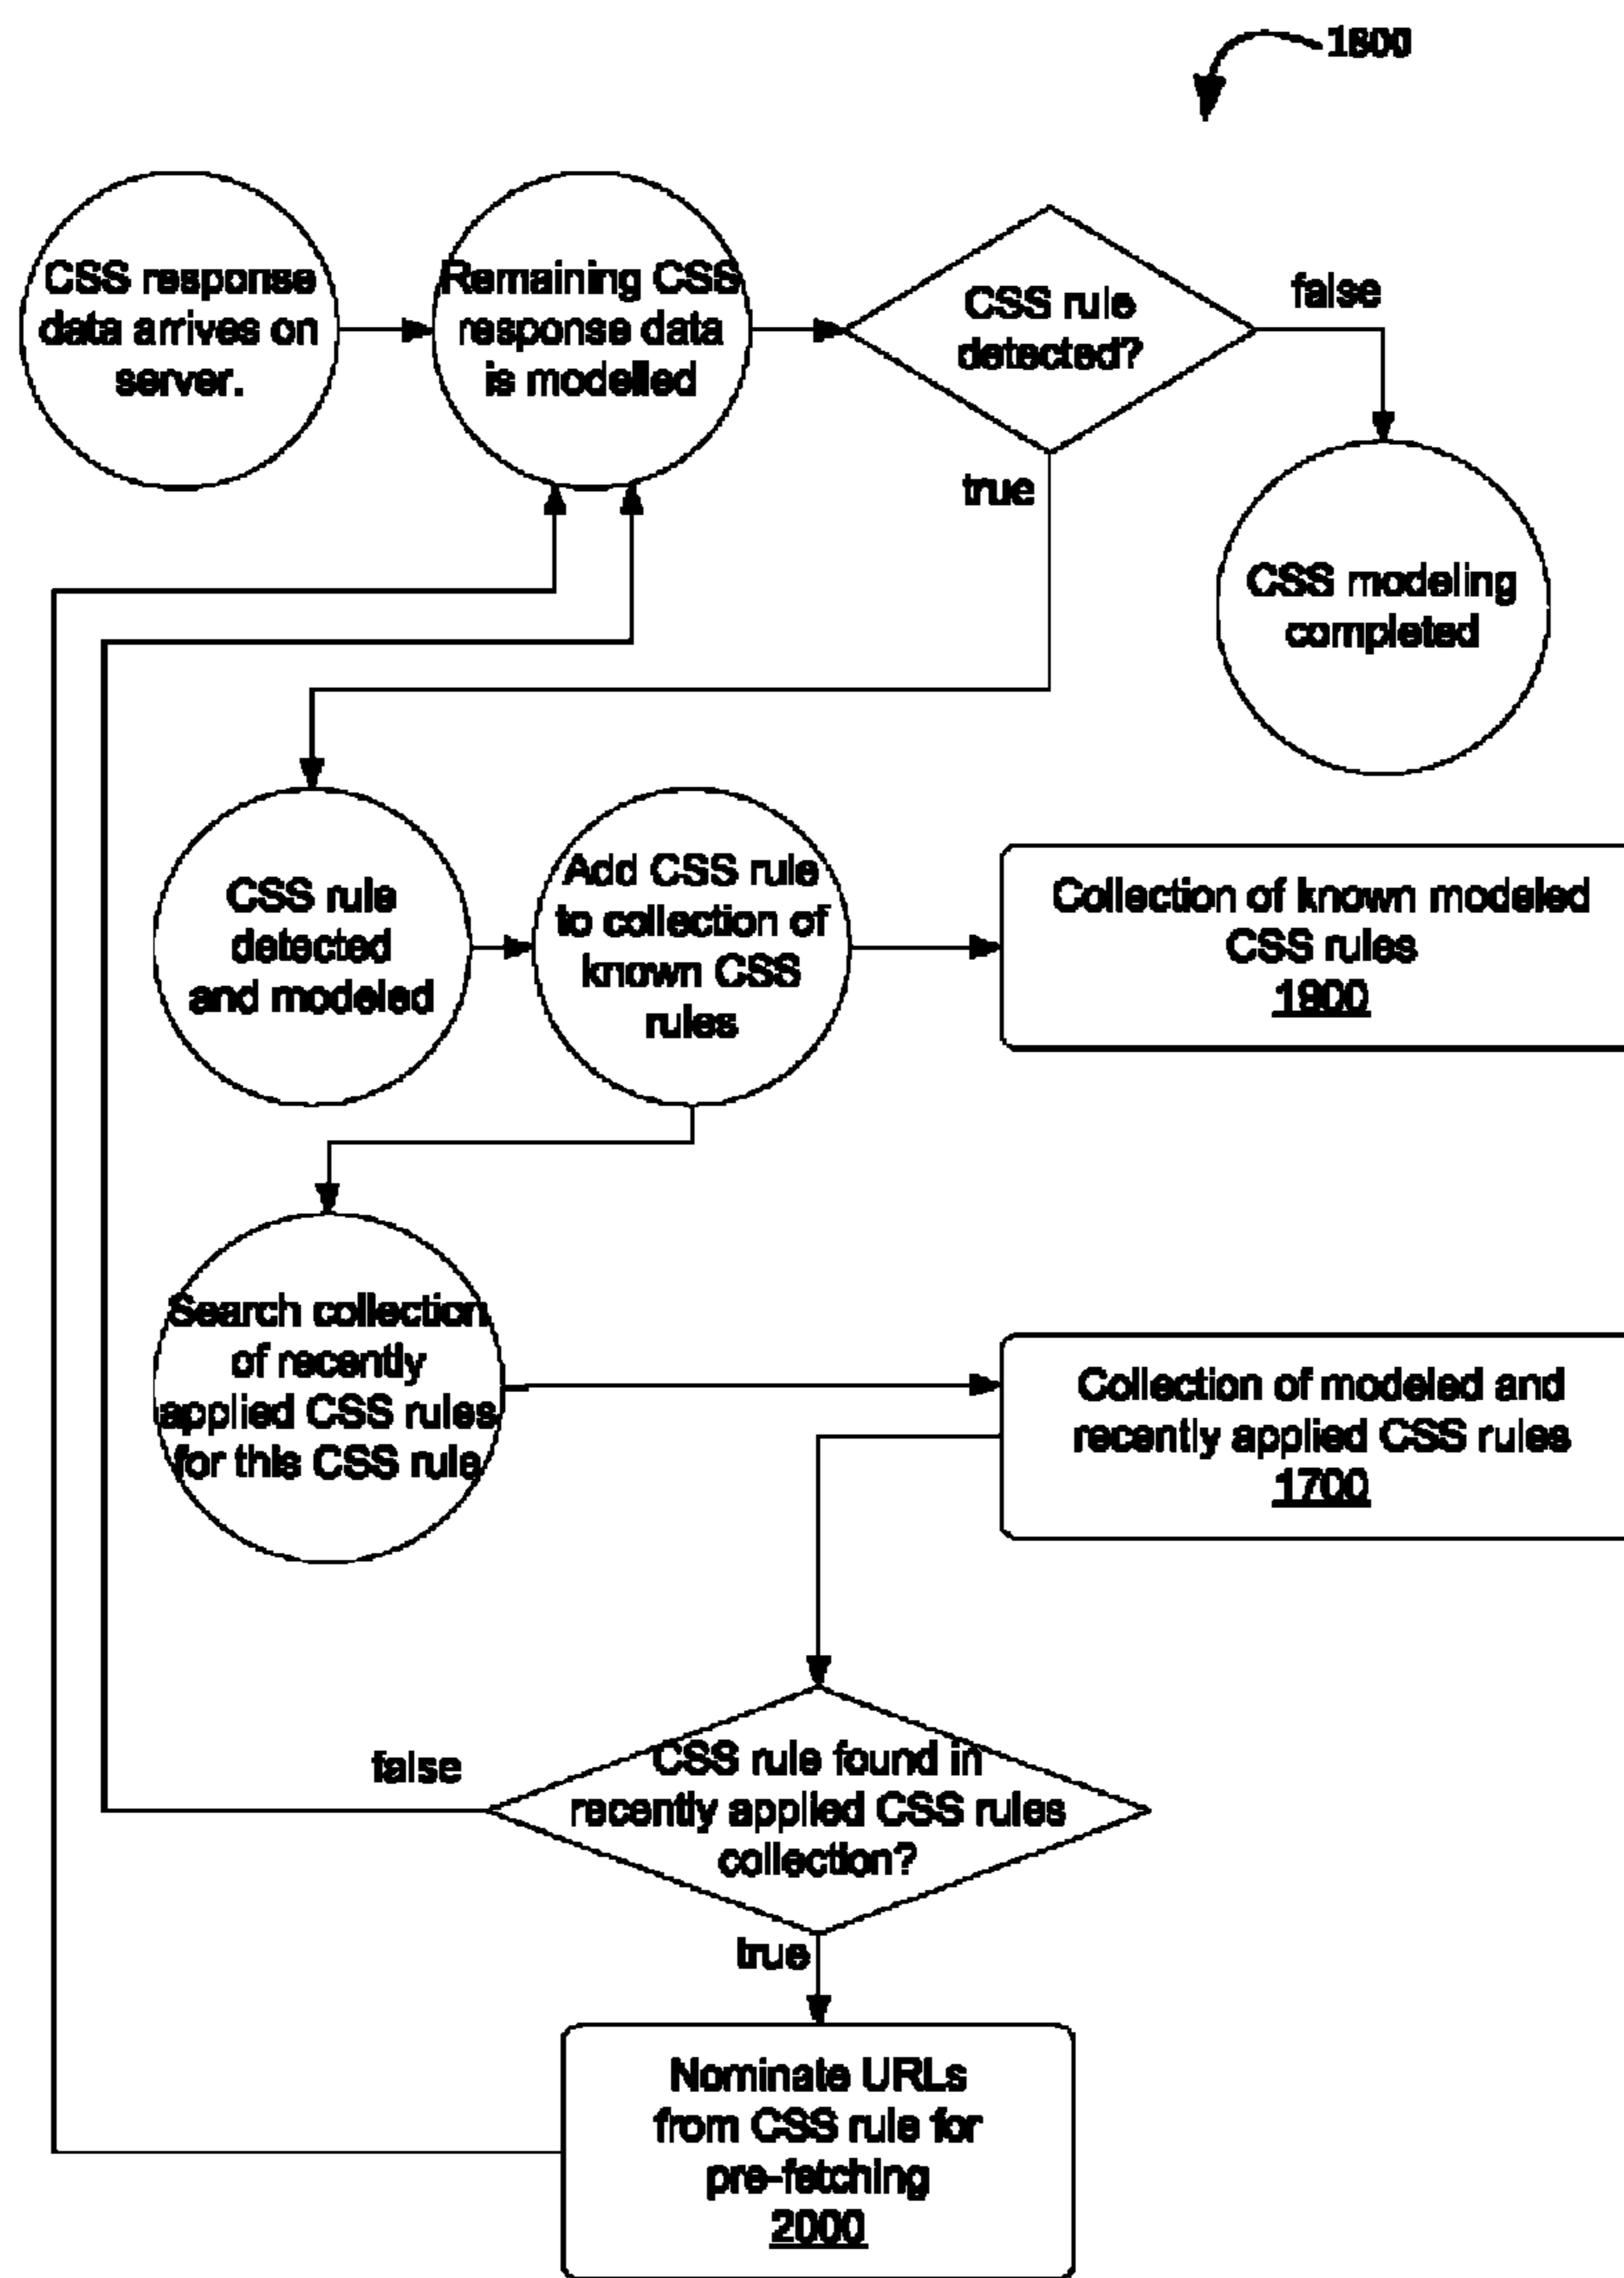 1800
CSS response
data arrives on
server.
Remaining CSS
response data
is modelled
CSS rule
detected?
false
true
CSS modeling
completed
CSS rule
detected
and modeled
Add CSS rule
to collection of
known CSS
rules
Collection of known modeled
CSS rules
1900
Search collection
of recently
applied CSS rules
for this CSS rule
Collection of modeled and
recently applied CSS rules
1700
false
CSS rule found in
recently applied CSS rules
collection?
true
Nominate URLs
from CSS rule for
pre-fetching
2000